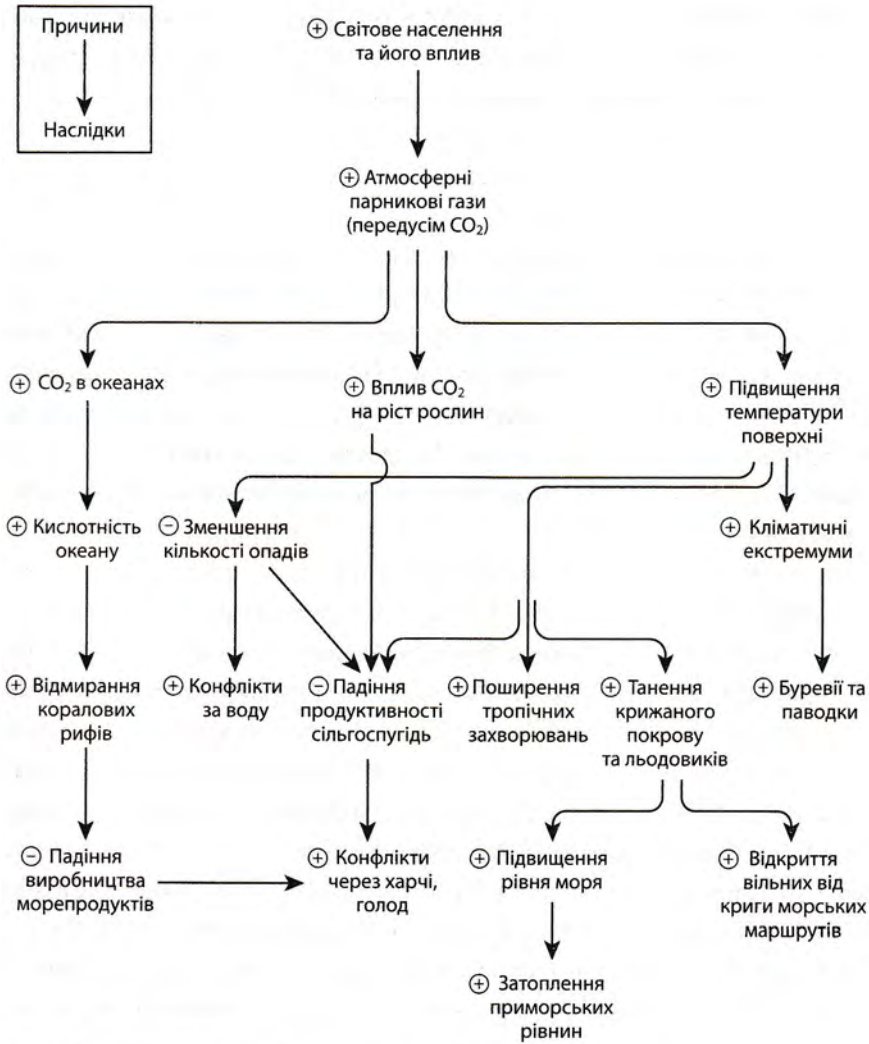 Причини
Наслідки
⊕ Світове населення
та його вплив
⊕ Атмосферні
парникові гази
(передусім CO₂)
⊕ CO₂ в океанах
⊕ Вплив CO₂
на ріст рослин
⊕ Підвищення
температури
поверхні
⊕ Кислотність
океану
⊖ Зменшення
кількості опадів
⊕ Кліматичні
екстремуми
⊕ Відмирання
коралових
рифів
⊕ Конфлікти
за воду
⊖ Падіння
продуктивності
сільгоспугідь
⊕ Поширення
тропічних
захворювань
⊕ Танення
крижаного
покрову
та льодовиків
⊕ Буревії та
паводки
⊖ Падіння
виробництва
морепродуктів
⊕ Конфлікти
через харчі,
голод
⊕ Підвищення
рівня моря
⊕ Відкриття
вільних від
криги морських
маршрутів
⊕ Затоплення
приморських
рівнин